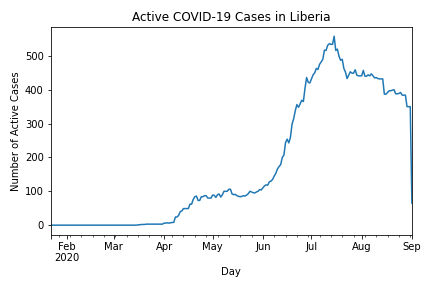 Active COVID-19 Cases in Liberia
Number of Active Cases
500
400
300
200
100
0
Feb Mar Apr May Jun Jul Aug Sep
2020
Day